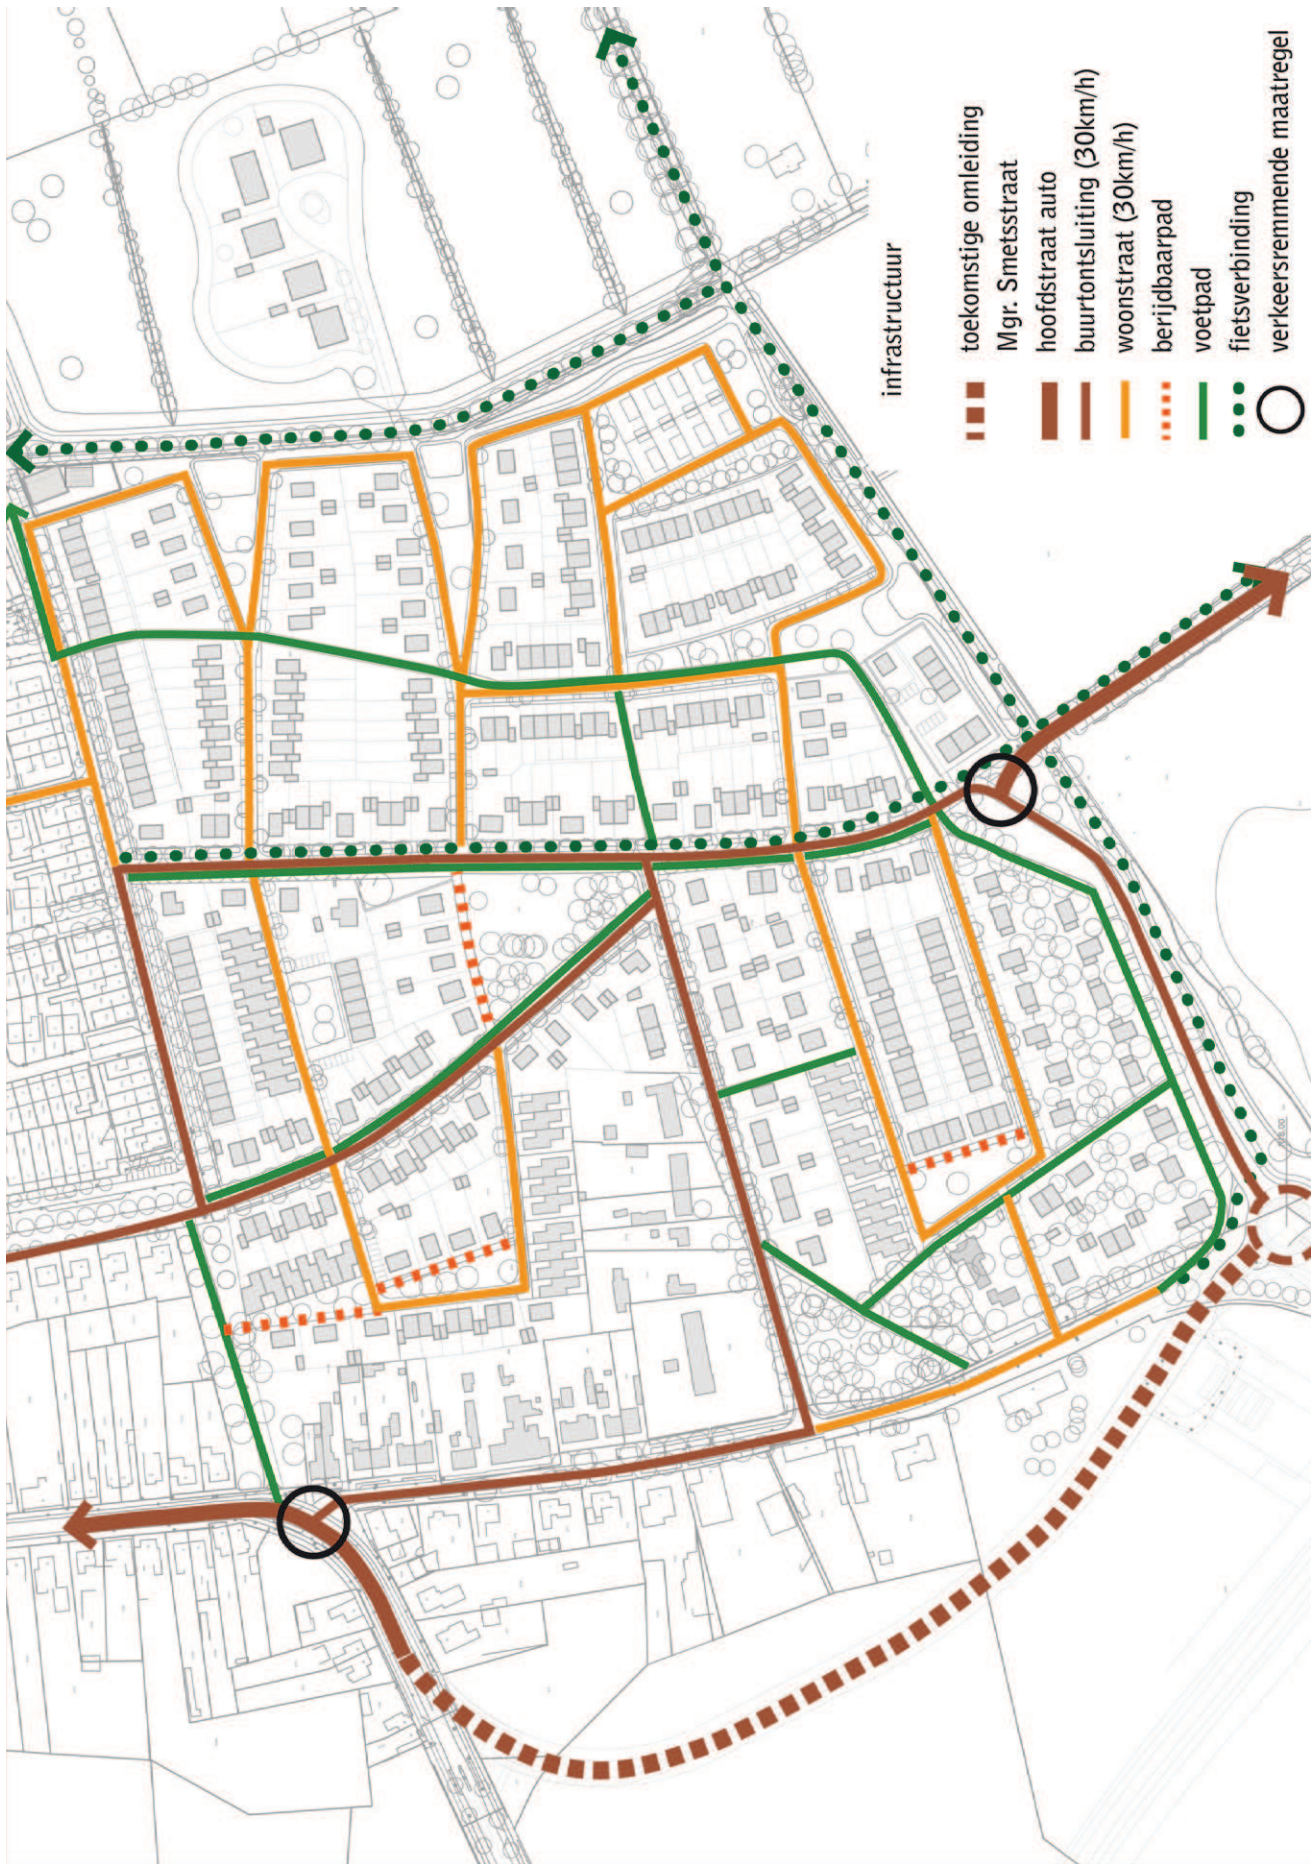 infrastructuur
toekomstige omleiding
Mgr. Smetsstraat
hoofdstraat auto
buurtontsluiting (30km/h)
woonstraat (30km/h)
berijdbaarpad
voetpad
fietsverbinding
verkeersremmende maatregel